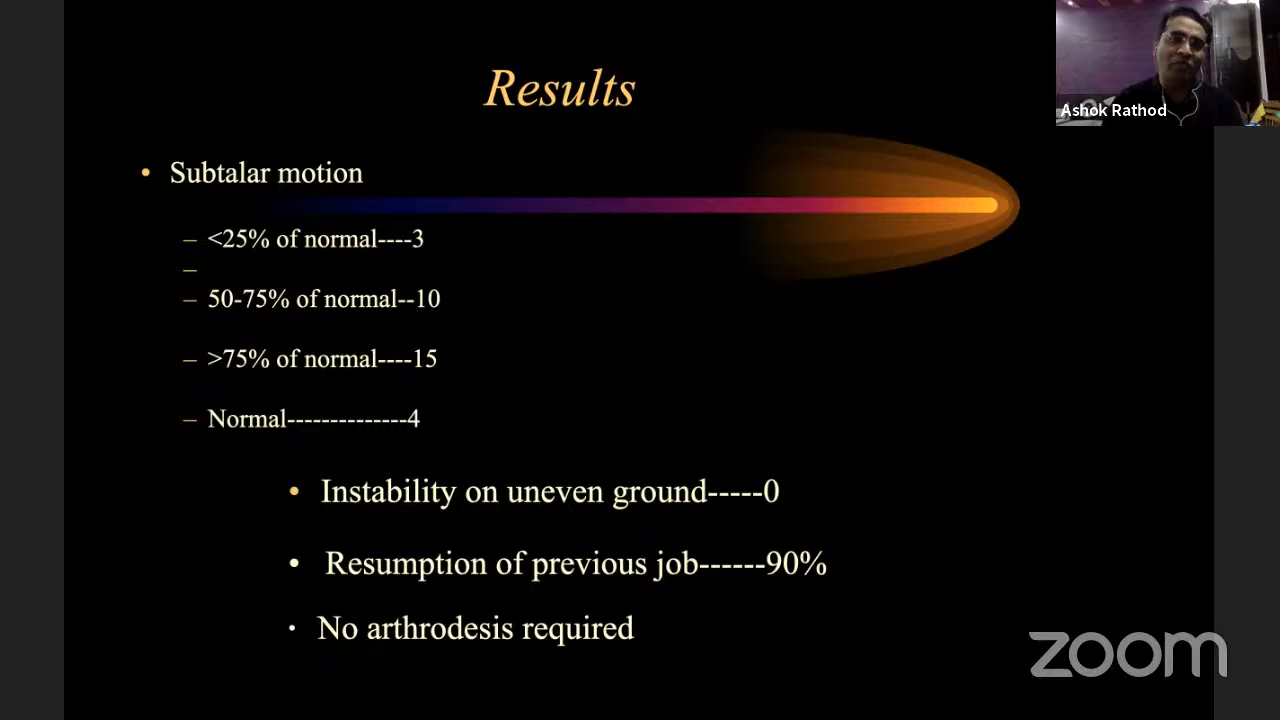 Results
Ashok Rathod
• Subtalar motion
– <25% of normal----3
–
– 50-75% of normal--10
– >75% of normal----15
– Normal--------------4
• Instability on uneven ground-----0
• Resumption of previous job------90%
• No arthrodesis required
zoom